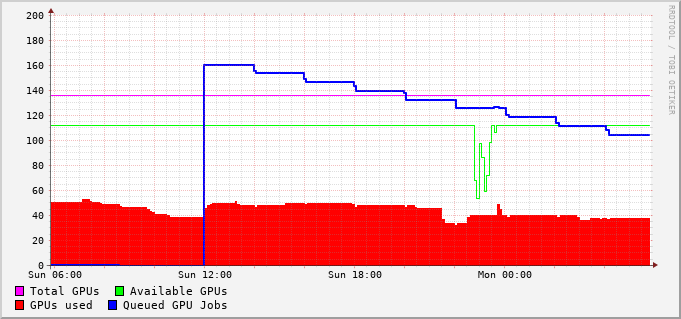 200
180
160
140
120
100
80
60
40
20
0
Sun 06:00 Sun 12:00 Sun 18:00 Mon 00:00
Total GPUs Available GPUs
GPUs used Queued GPU Jobs
RRDTOOL / TOBI OETIKER